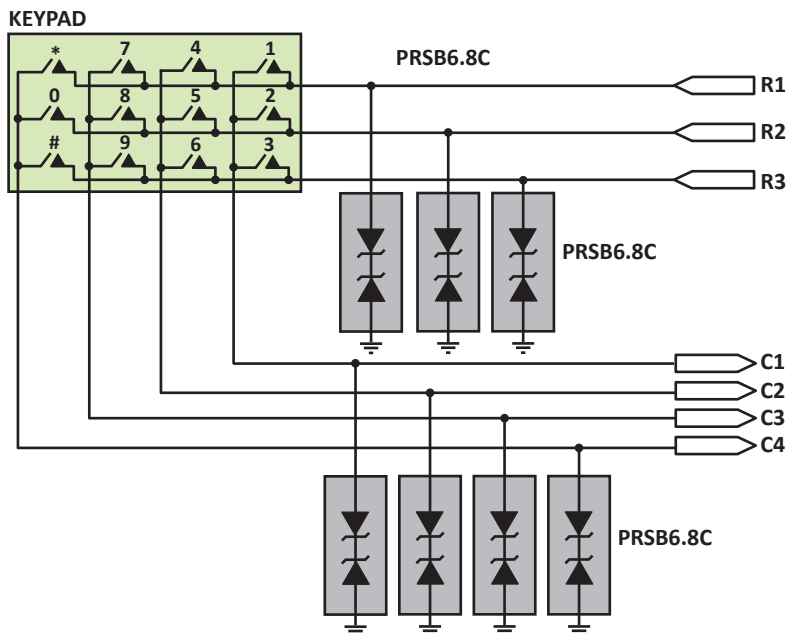 KEYPAD
* 7 4 1
PRSB6.8C
R1
0 8 5 2
R2
# 9 6 3
R3
PRSB6.8C
C1
C2
C3
C4
PRSB6.8C